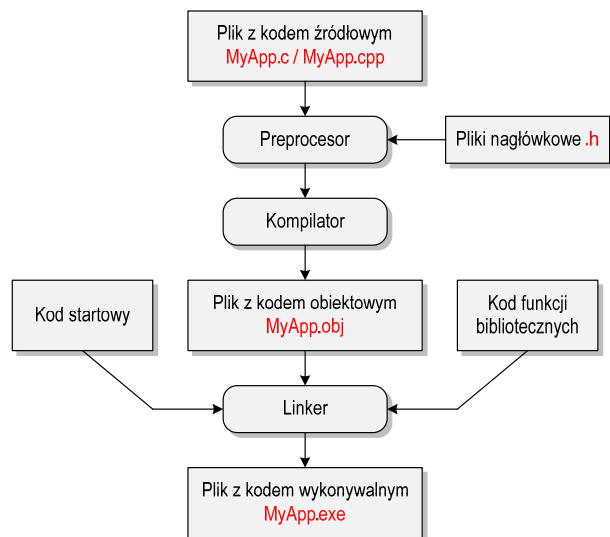 Plik z kodem źródłowym
MyApp.c / MyApp.cpp
Preprocesor
Pliki nagłówkowe .h
Kompilator
Kod startowy
Plik z kodem obiektowym
MyApp.obj
Kod funkcji
bibliotecznych
Linker
Plik z kodem wykonywalnym
MyApp.exe